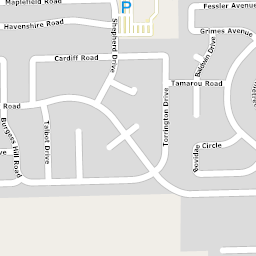 Maplefield Road
Fessler Avenue
P
Havenshire Road
Shepherd Drive
Grimes Avenue
Cardiff Road
Baldwin Drive
Tamarou Road
Road
Torrington Drive
Burgess Hill Road
Talbot Drive
Bovidae Circle